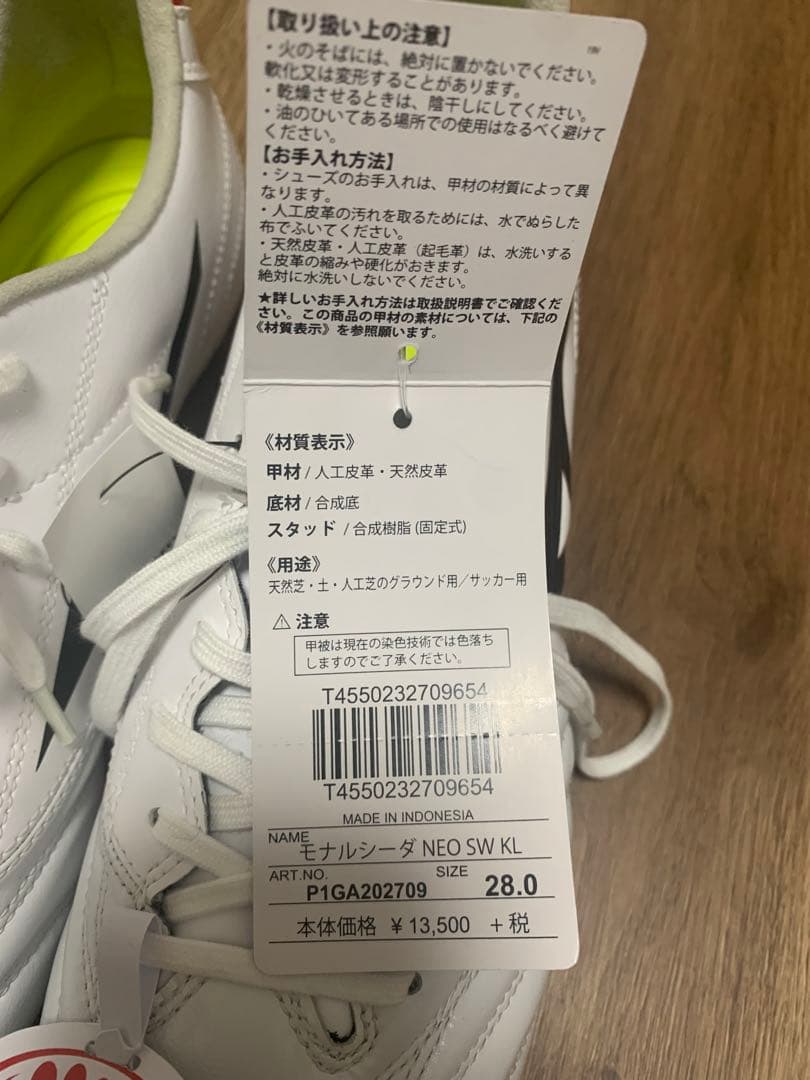 【取り扱い上の注意】
・火のそばには、絶対に置かないでください。
軟化又は変形することがあります。
・乾燥させるときは、陰干しにしてください。
・油のひいてある場所での使用はなるべく避けて
ください。
【お手入れ方法】
・シューズのお手入れは、甲材の材質によって異
なります。
・人工皮革の汚れを取るためには、水でぬらした
布でふいてください。
・天然皮革・人工皮革（起毛革）は、水洗いする
と皮革の縮みや硬化がおきます。
絶対に水洗いしないでください。
★詳しいお手入れ方法は取扱説明書でご確認くだ
さい。この商品の甲材の素材については、下記の
《材質表示》を参照願います。
《材質表示》
甲材 / 人工皮革・天然皮革
底材 / 合成底
スタッド / 合成樹脂 (固定式)
《用途》
天然芝・土・人工芝のグラウンド用／サッカー用
⚠ 注意
甲被は現在の染色技術では色落ち
しますのでご了承ください。
T4550232709654
T4550232709654
MADE IN INDONESIA
NAME モナルシーダ NEO SW KL
ART.NO. P1GA202709 SIZE 28.0
本体価格 ¥ 13,500 + 税